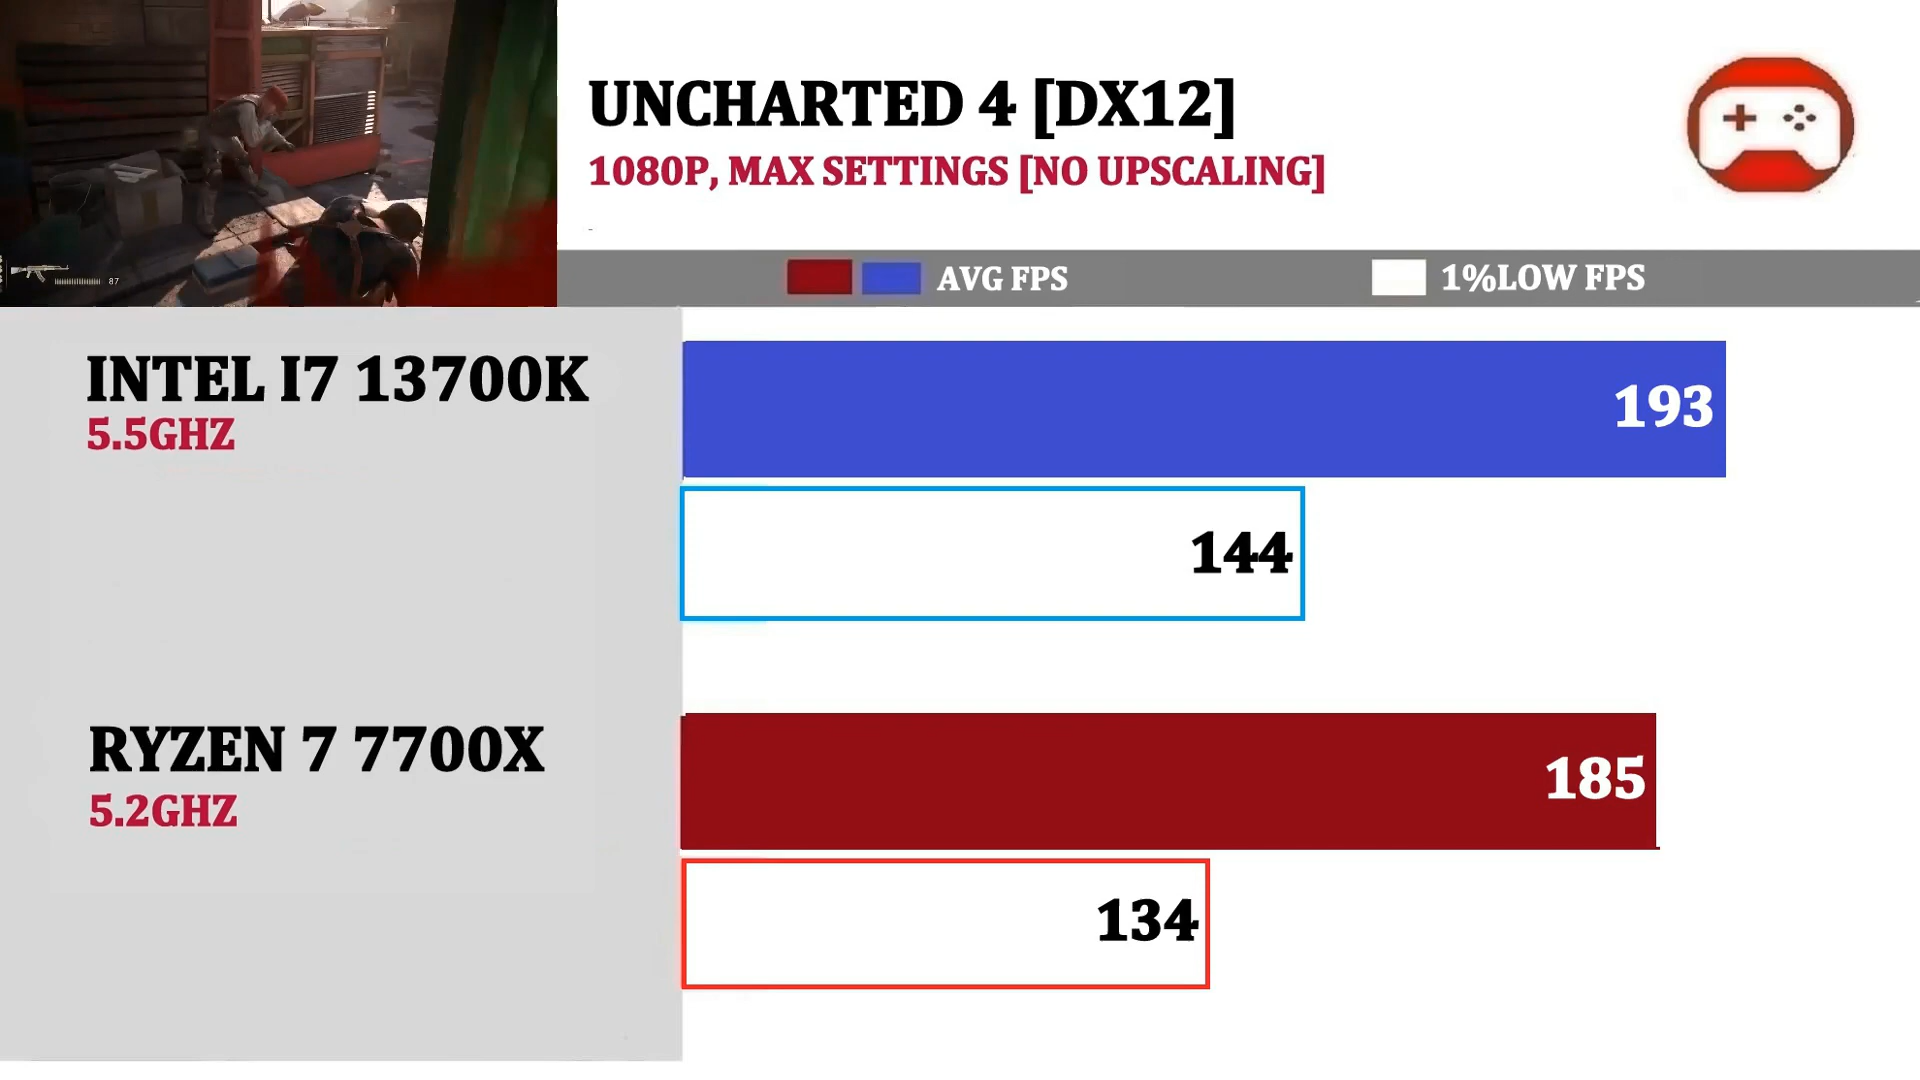 UNCHARTED 4 [DX12]
1080P, MAX SETTINGS [NO UPSCALING]
87
AVG FPS
1%LOW FPS
INTEL I7 13700K
5.5GHZ
193
144
RYZEN 7 7700X
5.2GHZ
185
134